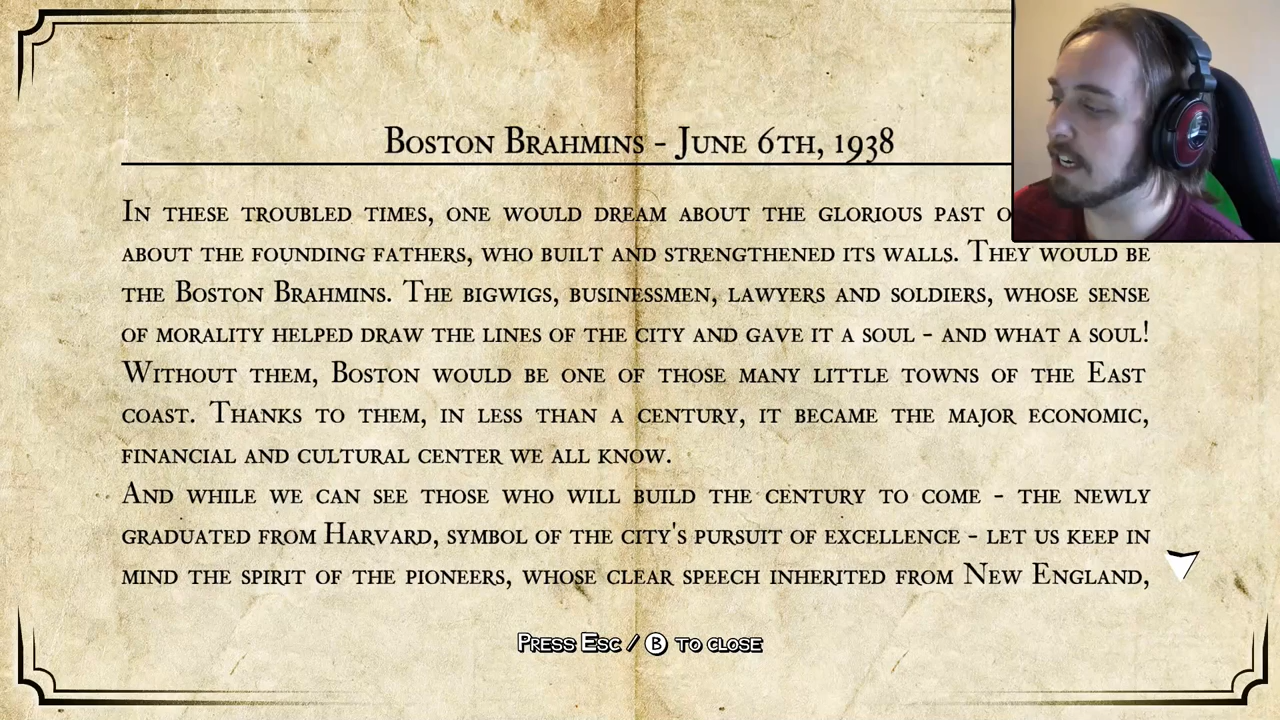 Boston Brahmins - June 6th, 1938
In these troubled times, one would dream about the glorious past
about the founding fathers, who built and strengthened its walls. They would be
the Boston Brahmins. The bigwigs, businessmen, lawyers and soldiers, whose sense
of morality helped draw the lines of the city and gave it a soul - and what a soul!
Without them, Boston would be one of those many little towns of the East
coast. Thanks to them, in less than a century, it became the major economic,
financial and cultural center we all know.
And while we can see those who will build the century to come - the newly
graduated from Harvard, symbol of the city's pursuit of excellence - let us keep in
mind the spirit of the pioneers, whose clear speech inherited from New England,
Press Esc / B to close